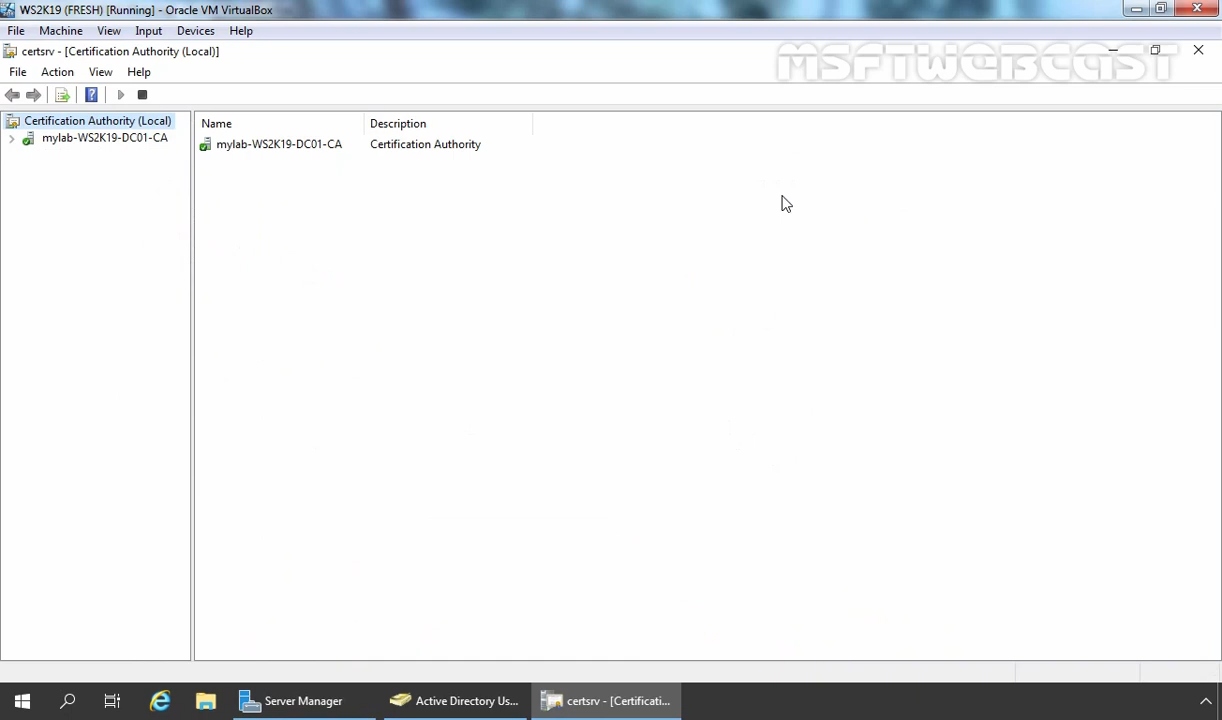 WS2K19 (FRESH) [Running] - Oracle VM VirtualBox
File Machine View Input Devices Help
certsrv - [Certification Authority (Local)]
MSFTWEBCAST
File Action View Help
Certification Authority (Local)
mylab-WS2K19-DC01-CA
Name Description
mylab-WS2K19-DC01-CA Certification Authority
Server Manager
Active Directory Us...
certsrv - [Certificati...